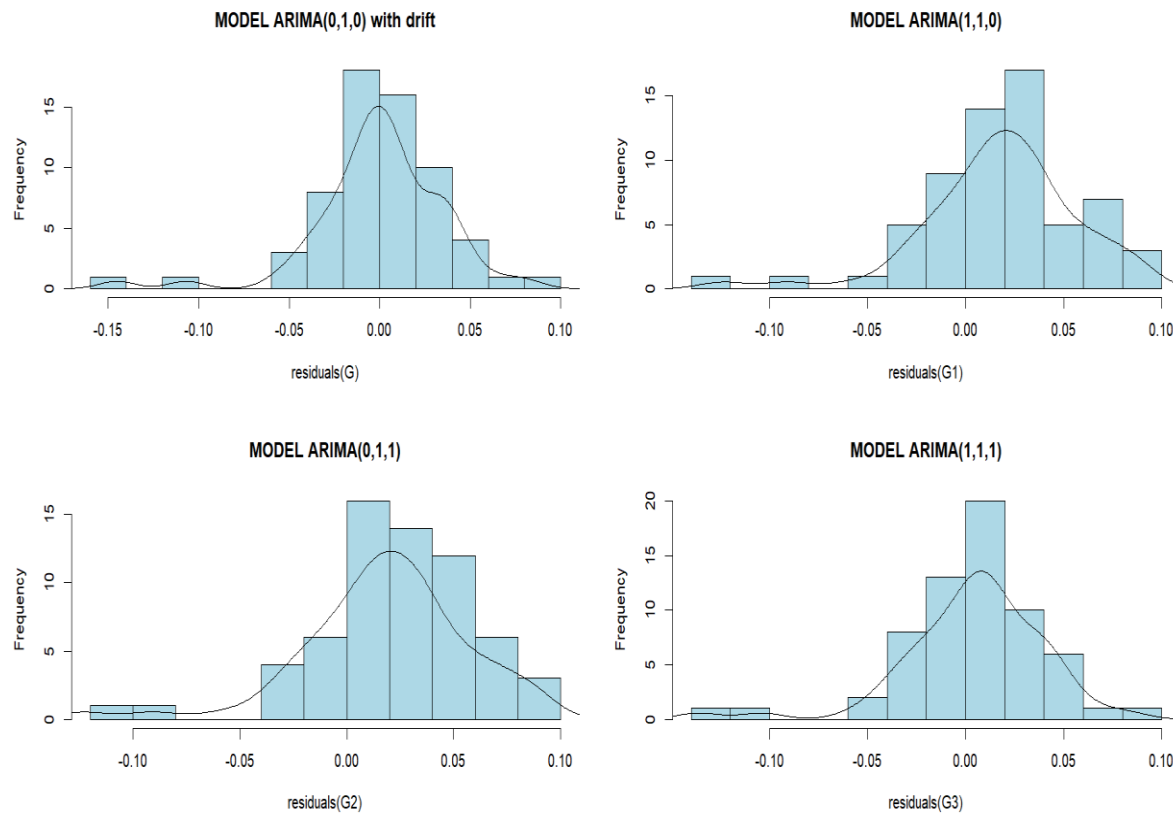 MODEL ARIMA(0,1,0) with drift
Frequency
15
10
5
0
-0.15 -0.10 -0.05 0.00 0.05 0.10
residuals(G)
MODEL ARIMA(1,1,0)
Frequency
15
10
5
0
-0.10 -0.05 0.00 0.05 0.10
residuals(G1)
MODEL ARIMA(0,1,1)
Frequency
15
10
5
0
-0.10 -0.05 0.00 0.05 0.10
residuals(G2)
MODEL ARIMA(1,1,1)
Frequency
20
15
10
5
0
-0.10 -0.05 0.00 0.05 0.10
residuals(G3)